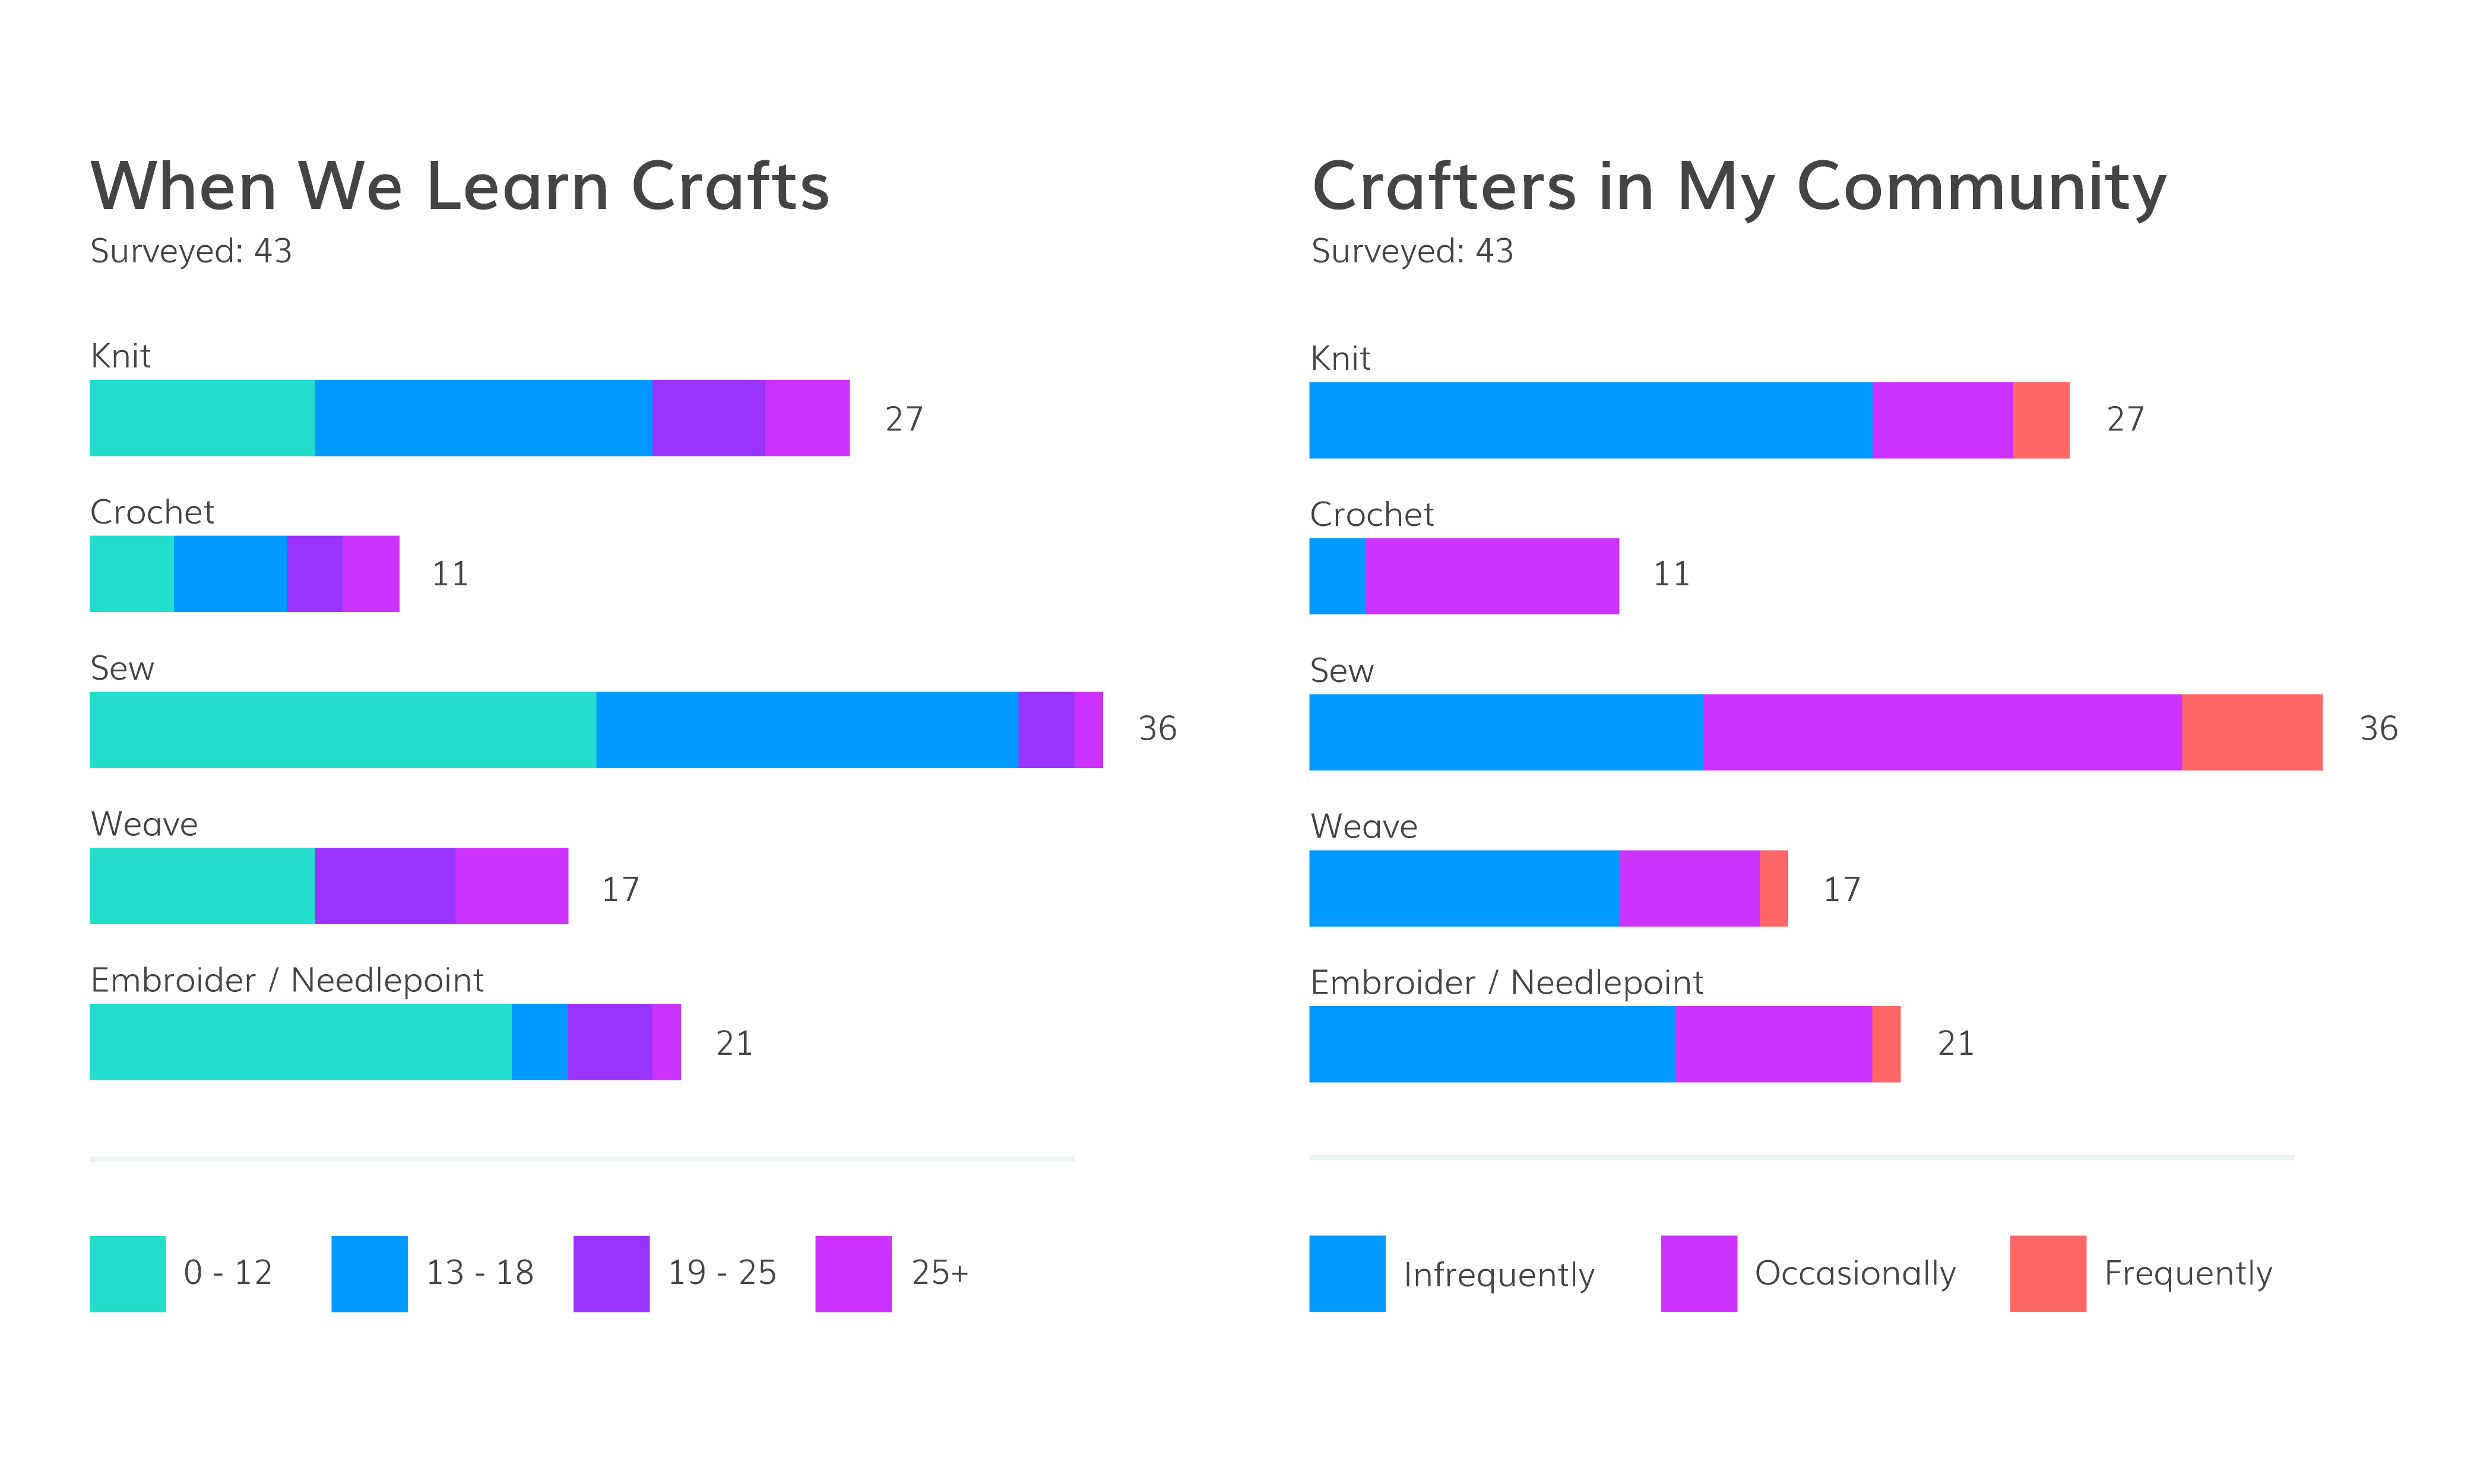 When We Learn Crafts
Surveyed: 43
Knit
27
Crochet
11
Sew
36
Weave
17
Embroider / Needlepoint
21
0 - 12
13 - 18
19 - 25
25+
Crafters in My Community
Surveyed: 43
Knit
27
Crochet
11
Sew
36
Weave
17
Embroider / Needlepoint
21
Infrequently
Occasionally
Frequently